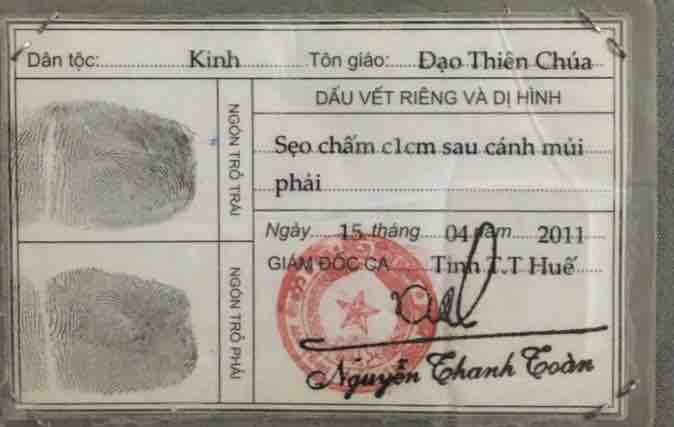 Dân tộc: Kinh Tôn giáo: Đạo Thiên Chúa
DẤU VẾT RIÊNG VÀ DỊ HÌNH
NGÓN TRỎ TRÁI
Sẹo chấm c1cm sau cánh mũi
phải
Ngày 15 tháng 04 năm 2011
GIÁM ĐỐC CA Tỉnh T.T Huế
NGÓN TRỎ PHẢI
Nguyễn Thanh Toàn